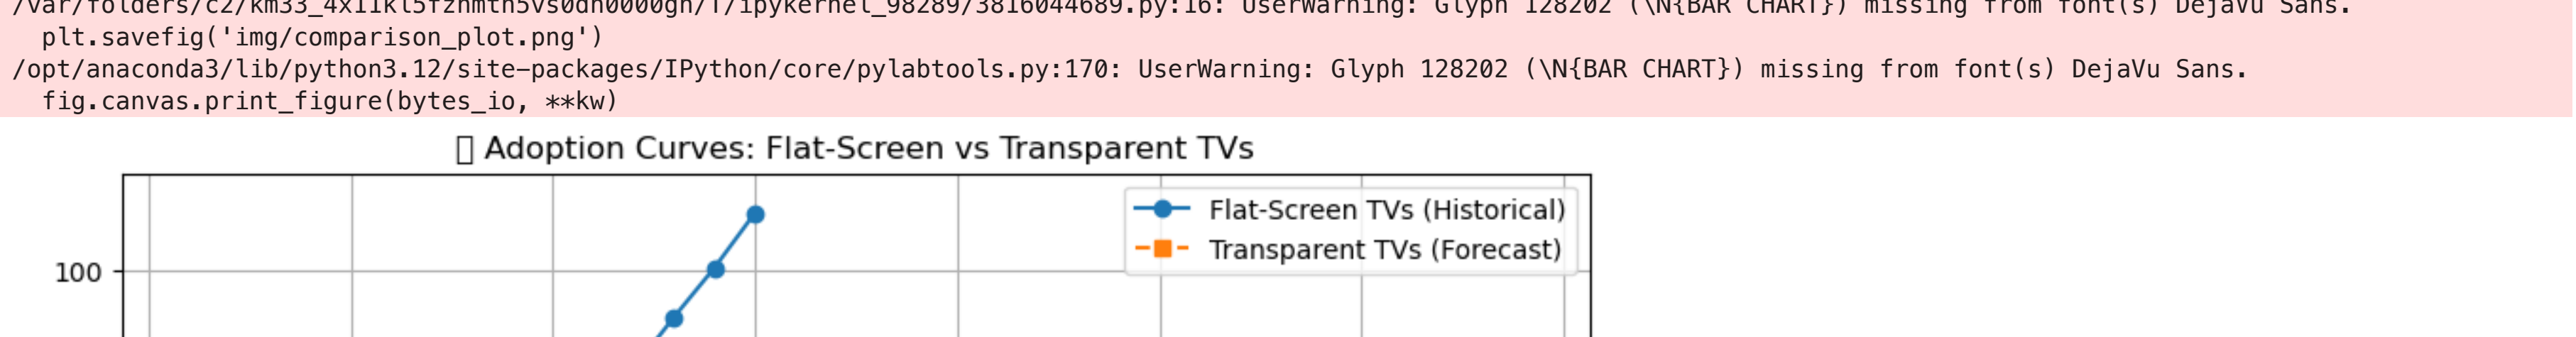 /var/folders/c2/km33_4x11kl5fzhmth5vs0dh0000gn/T/ipykernel_98289/3816044689.py:16: UserWarning: Glyph 128202 (\N{BAR CHART}) missing from font(s) DejaVu Sans.
  plt.savefig('img/comparison_plot.png')
/opt/anaconda3/lib/python3.12/site-packages/IPython/core/pylabtools.py:170: UserWarning: Glyph 128202 (\N{BAR CHART}) missing from font(s) DejaVu Sans.
  fig.canvas.print_figure(bytes_io, **kw)
Adoption Curves: Flat-Screen vs Transparent TVs
Flat-Screen TVs (Historical)
Transparent TVs (Forecast)
100